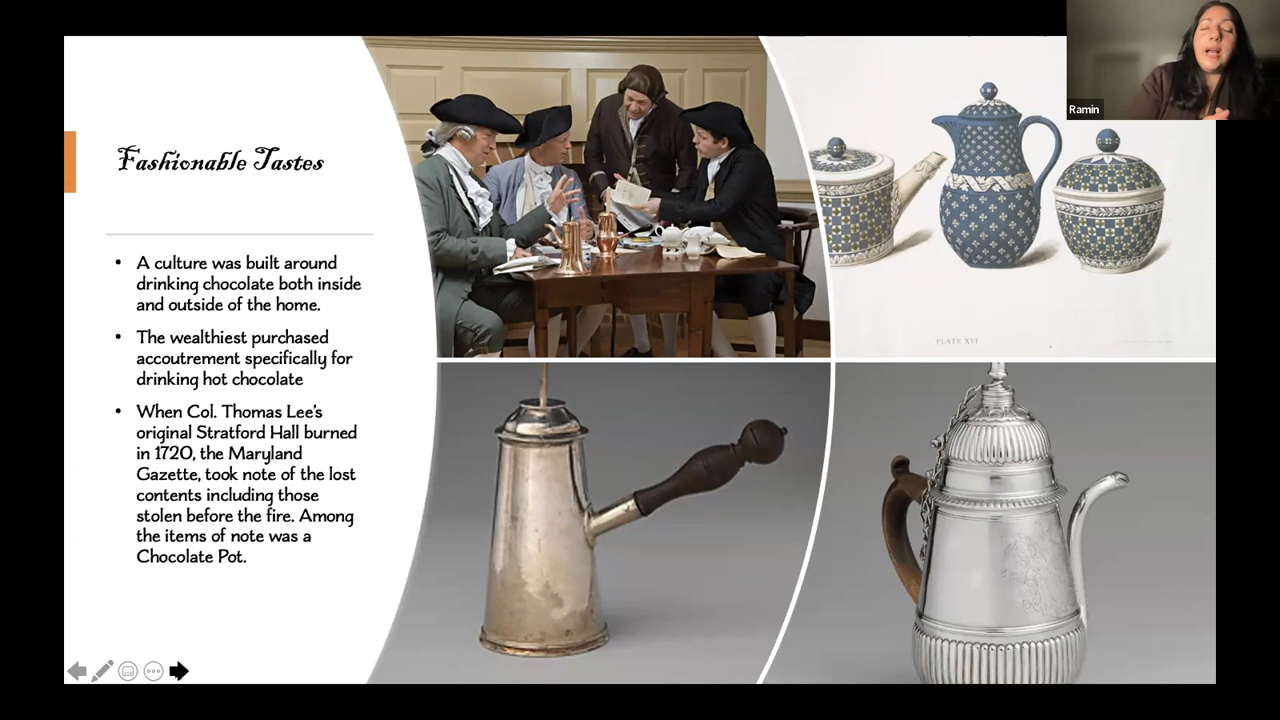 Ramin
Fashionable Tastes
• A culture was built around
drinking chocolate both inside
and outside of the home.
• The wealthiest purchased
accoutrement specifically for
drinking hot chocolate
• When Col. Thomas Lee's
original Stratford Hall burned
in 1720, the Maryland
Gazette, took note of the lost
contents including those
stolen before the fire. Among
the items of note was a
Chocolate Pot.
PLATE XVI